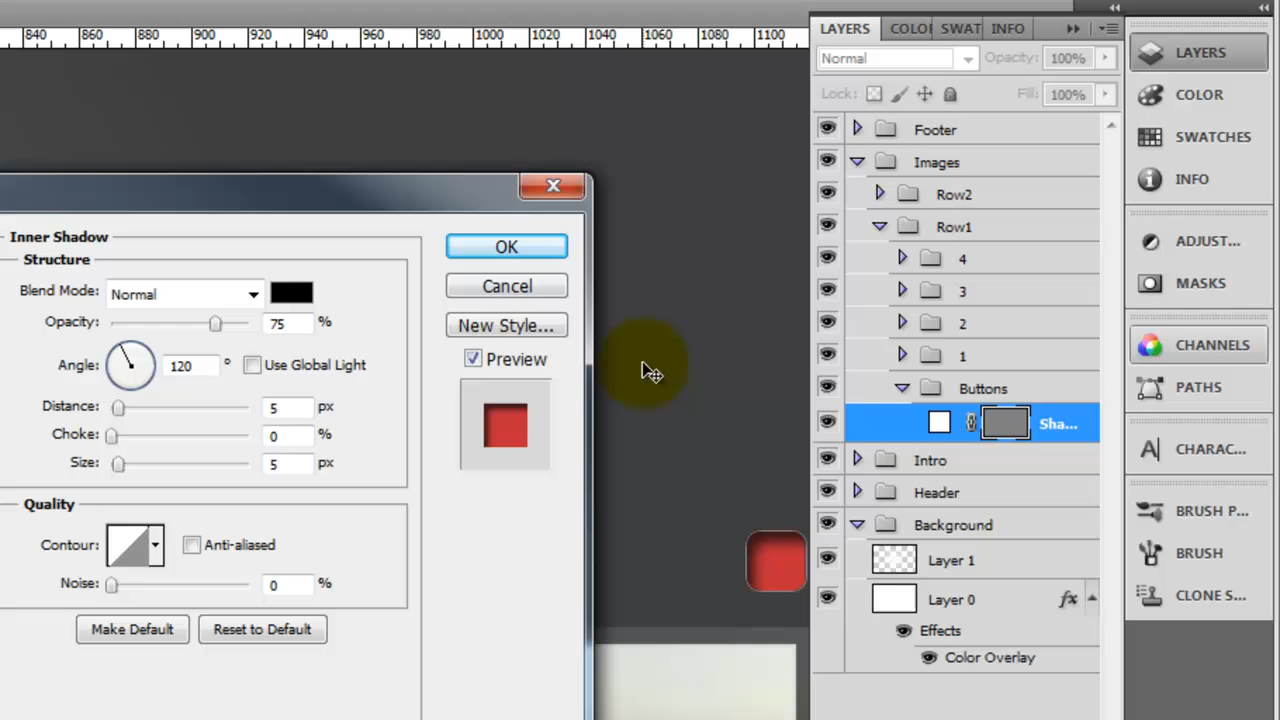 840 860 880 900 920 940 960 980 1000 1020 1040 1060 1080 1100
Inner Shadow
Structure
Blend Mode: Normal
Opacity: 75 %
Angle: 120 ° Use Global Light
Distance: 5 px
Choke: 0 %
Size: 5 px
Quality
Contour: Anti-aliased
Noise: 0 %
Make Default Reset to Default
OK
Cancel
New Style...
Preview
LAYERS COLO SWAT INFO
Normal Opacity: 100%
Lock: Fill: 100%
Footer
Images
Row2
Row1
4
3
2
1
Buttons
Sha...
Intro
Header
Background
Layer 1
Layer 0 fx
Effects
Color Overlay
LAYERS
COLOR
SWATCHES
INFO
ADJUST...
MASKS
CHANNELS
PATHS
CHARAC...
BRUSH P...
BRUSH
CLONE S...